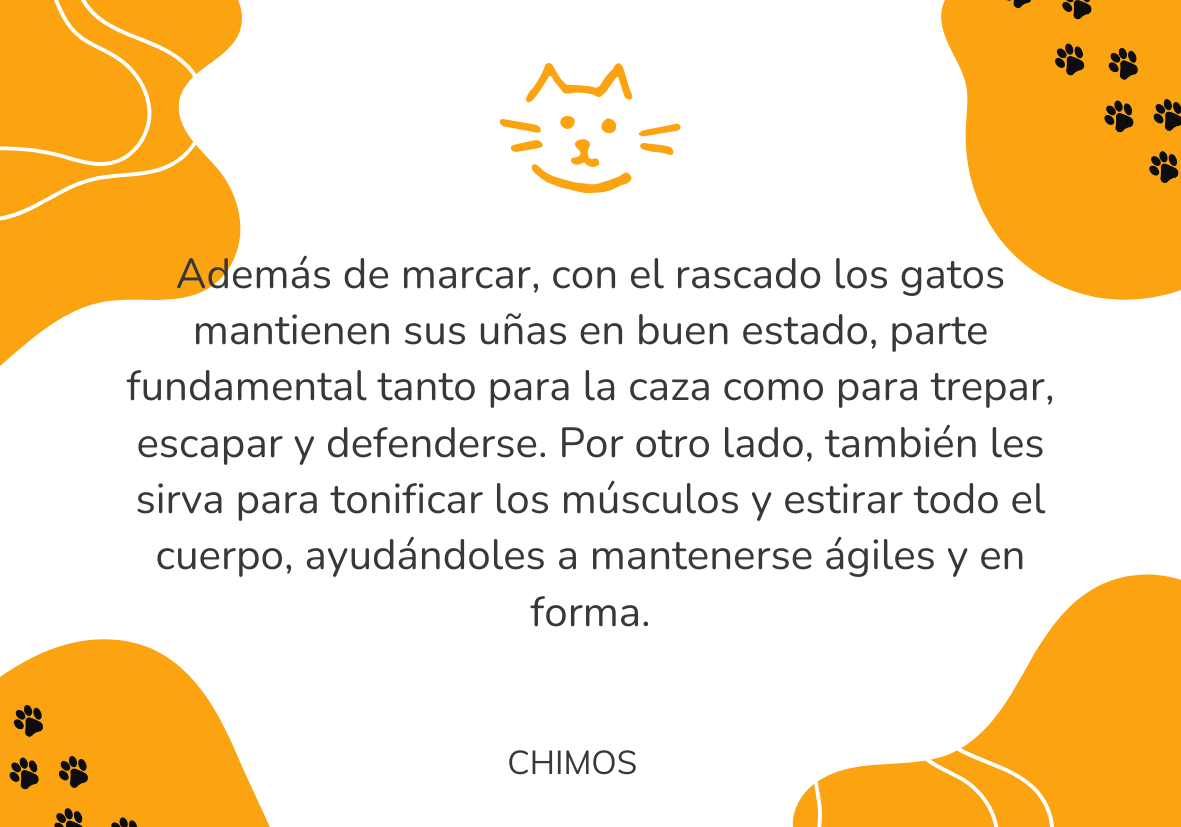 Además de marcar, con el rascado los gatos
mantienen sus uñas en buen estado, parte
fundamental tanto para la caza como para trepar,
escapar y defenderse. Por otro lado, también les
sirva para tonificar los músculos y estirar todo el
cuerpo, ayudándoles a mantenerse ágiles y en
forma.
CHIMOS